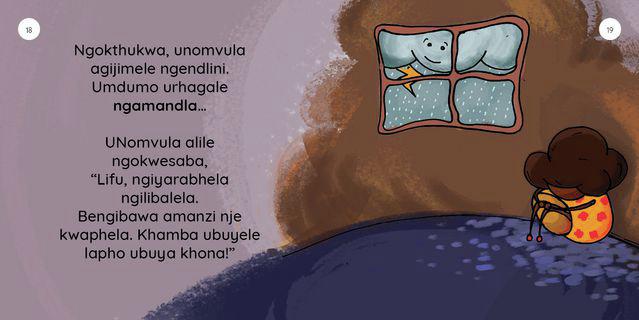 18
Ngokthukwa, unomvula
agijimele ngendlini.
Umdumo urhagale
ngamandla...
UNomvula alile
ngokwesaba,
“Lifu, ngiyarabhela
ngilibalela.
Bengibawa amanzi nje
kwaphela. Khamba ubuyele
lapho ubuya khona!”
19